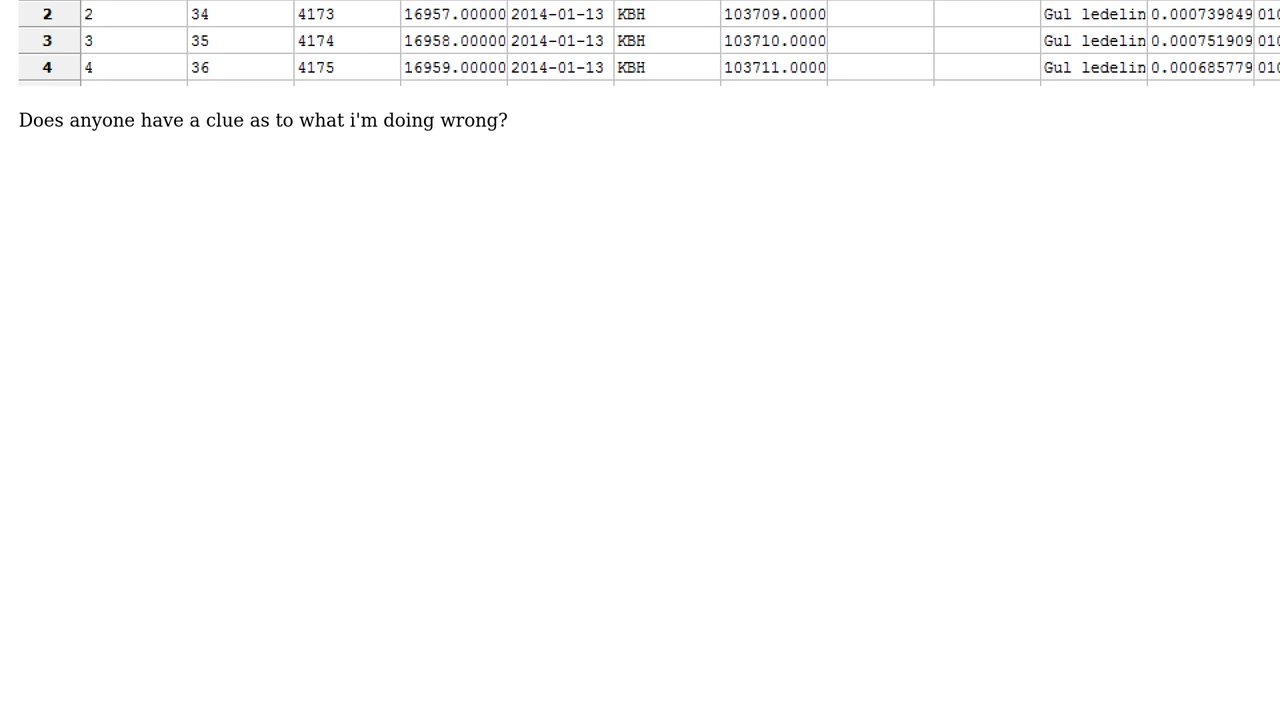 2 2 34 4173 16957.00000 2014-01-13 KBH 103709.0000 Gul ledelin 0.000739849 010
3 3 35 4174 16958.00000 2014-01-13 KBH 103710.0000 Gul ledelin 0.000751909 010
4 4 36 4175 16959.00000 2014-01-13 KBH 103711.0000 Gul ledelin 0.000685779 010
Does anyone have a clue as to what i'm doing wrong?